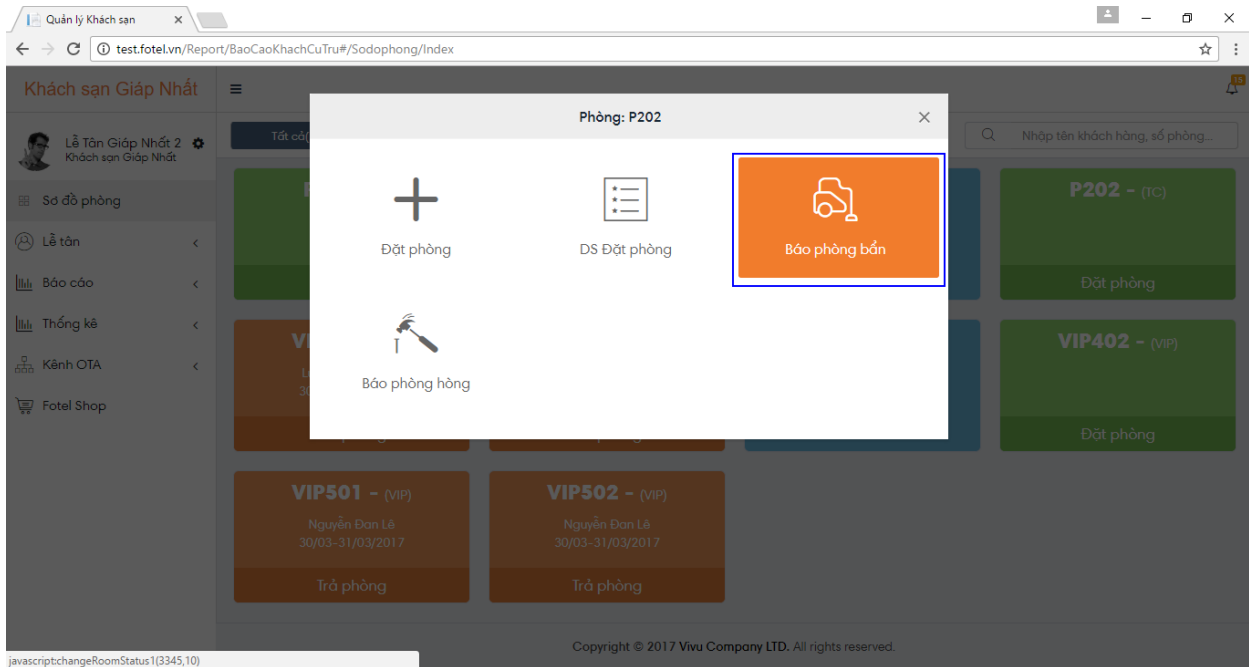 Quản lý Khách sạn
test.fotel.vn/Report/BaoCaoKhachCuTru#/Sodophong/Index
Khách sạn Giáp Nhất
15
Lễ Tân Giáp Nhất 2
Khách sạn Giáp Nhất
Sơ đồ phòng
Lễ tân
Báo cáo
Thống kê
Kênh OTA
Fotel Shop
Tất cả(
Nhập tên khách hàng, số phòng...
Phòng: P202
Đặt phòng
DS Đặt phòng
Báo phòng bẩn
Báo phòng hỏng
P202 - (TC)
Đặt phòng
VIP402 - (VIP)
Đặt phòng
VIP501 - (VIP)
Nguyễn Đan Lê
30/03-31/03/2017
Trả phòng
VIP502 - (VIP)
Nguyễn Đan Lê
30/03-31/03/2017
Trả phòng
Copyright © 2017 Vivu Company LTD. All rights reserved.
javascript:changeRoomStatus1(3345,10)